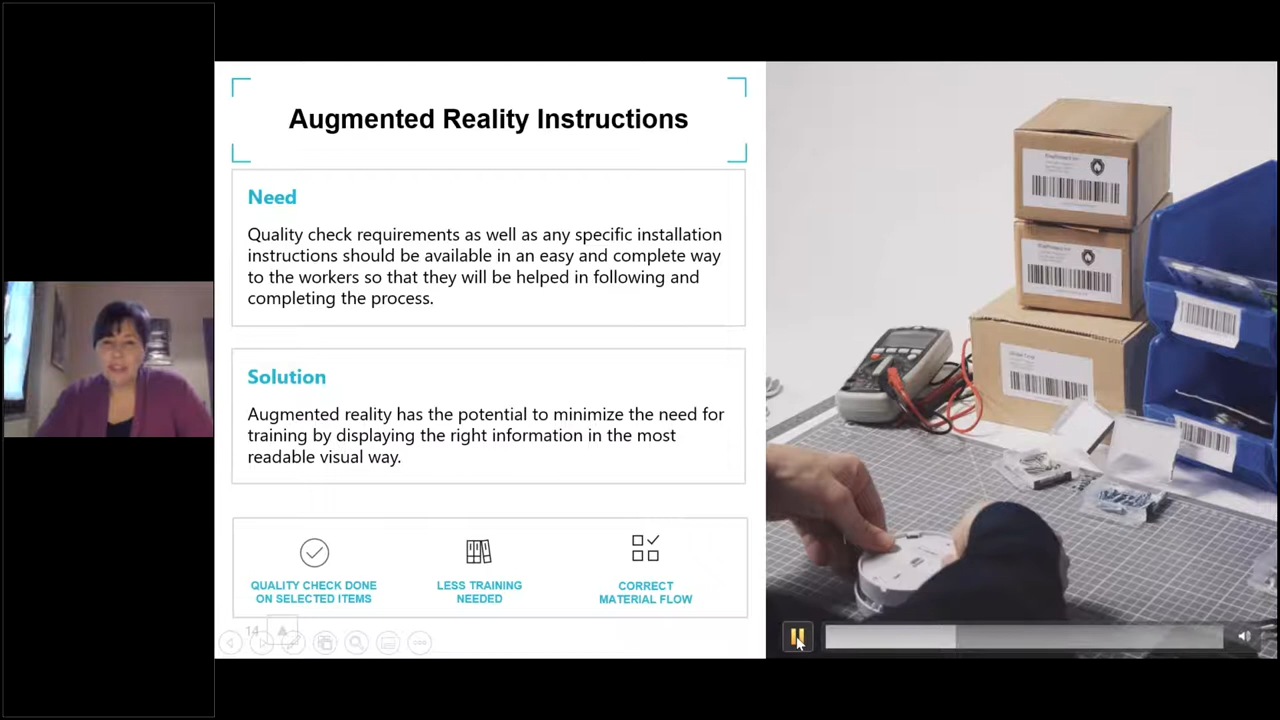 Augmented Reality Instructions
Need
Quality check requirements as well as any specific installation
instructions should be available in an easy and complete way
to the workers so that they will be helped in following and
completing the process.
Solution
Augmented reality has the potential to minimize the need for
training by displaying the right information in the most
readable visual way.
QUALITY CHECK DONE
ON SELECTED ITEMS
LESS TRAINING
NEEDED
CORRECT
MATERIAL FLOW
14